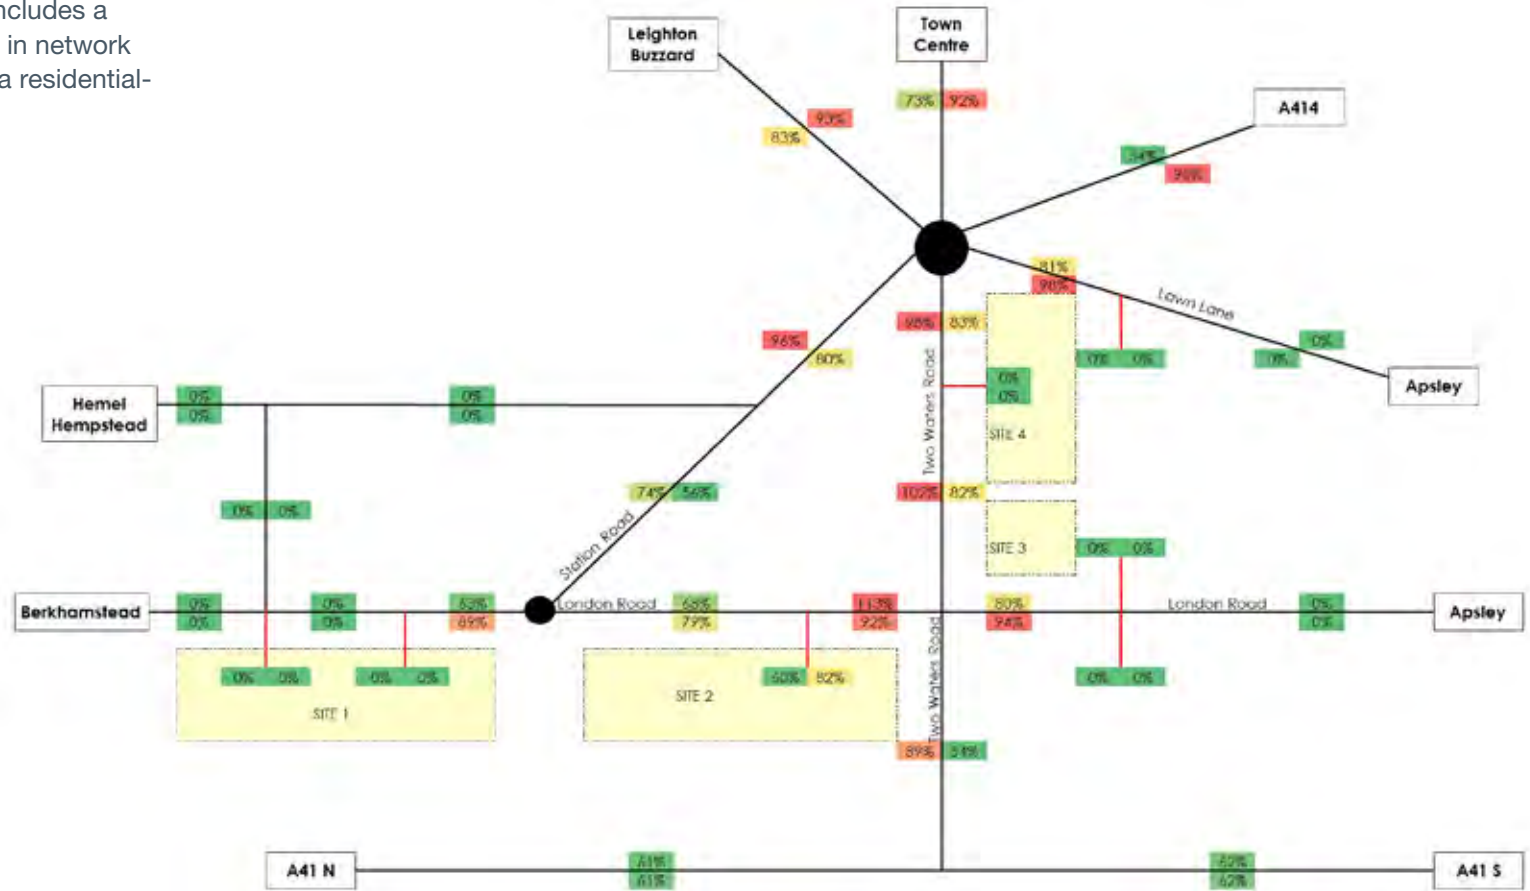 ncludes a
in network
a residential-
Leighton
Buzzard
Town
Centre
A414
73% 92%
93%
83%
81%
Lawn Lane
98% 83%
96%
80%
0%
0%
0% 0%
0%
0%
Apsley
Hemel
Hempstead
0%
0%
0%
0%
Two Waters Road
SITE 4
74% 56%
102% 82%
0% 0%
Station Road
SITE 3
0% 0%
Berkhamstead
0%
0%
0%
0%
89%
London Road
79%
113%
92%
80%
94%
London Road
0%
0%
Apsley
Two Waters Road
0% 0%
0% 0%
SITE 1
SITE 2
60% 82%
0% 0%
89%
A41 N
61%
61%
62%
62%
A41 S